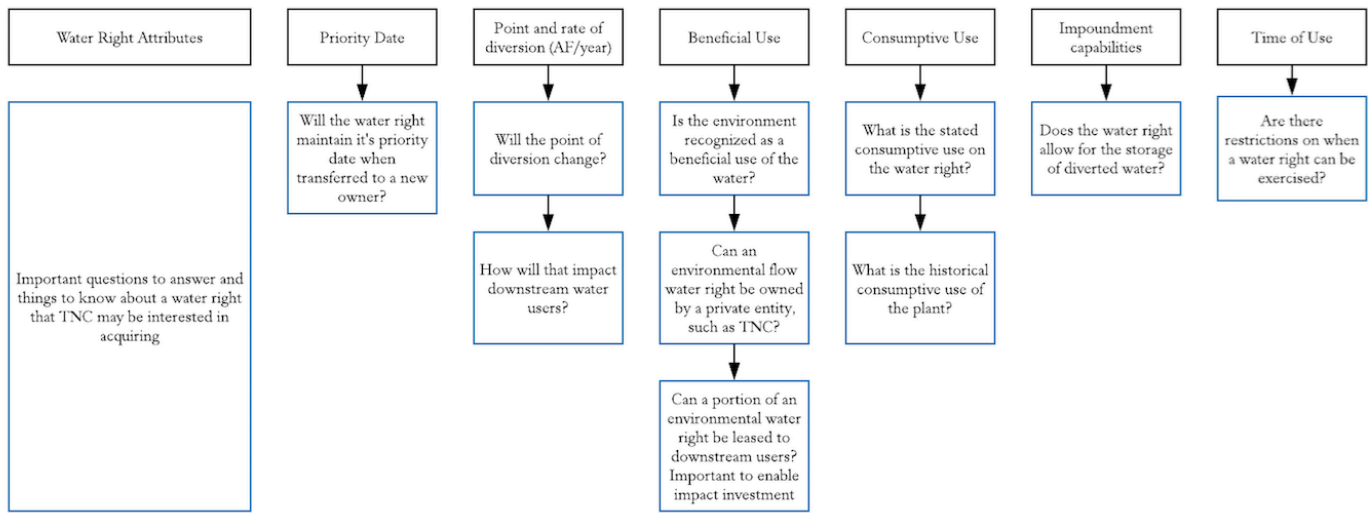 Water Right Attributes
Priority Date
Point and rate of
diversion (AF/year)
Beneficial Use
Consumptive Use
Impoundment
capabilities
Time of Use
Important questions to answer and
things to know about a water right
that TNC may be interested in
acquiring
Will the water right
maintain it's priority
date when
transferred to a new
owner?
Will the point of
diversion change?
How will that impact
downstream water
users?
Is the environment
recognized as a
beneficial use of the
water?
Can an
environmental flow
water right be owned
by a private entity,
such as TNC?
Can a portion of an
environmental water
right be leased to
downstream users?
Important to enable
impact investment
What is the stated
consumptive use on
the water right?
What is the historical
consumptive use of
the plant?
Does the water right
allow for the storage
of diverted water?
Are there
restrictions on when
a water right can be
exercised?